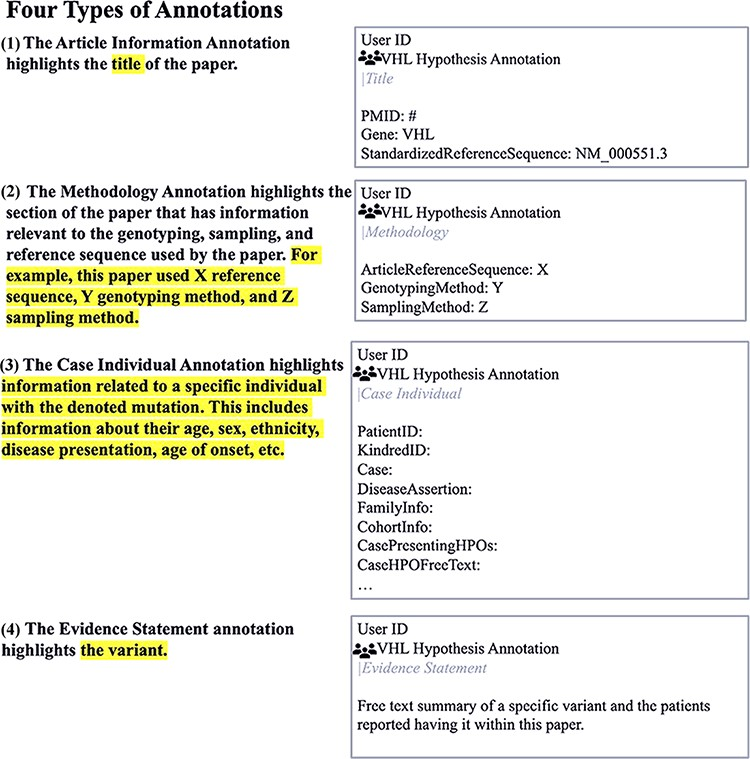 Four Types of Annotations
(1) The Article Information Annotation
highlights the title of the paper.
User ID
VHL Hypothesis Annotation
|Title
PMID: #
Gene: VHL
StandardizedReferenceSequence: NM_000551.3
(2) The Methodology Annotation highlights the
section of the paper that has information
relevant to the genotyping, sampling, and
reference sequence used by the paper. For
example, this paper used X reference
sequence, Y genotyping method, and Z
sampling method.
User ID
VHL Hypothesis Annotation
|Methodology
ArticleReferenceSequence: X
GenotypingMethod: Y
SamplingMethod: Z
(3) The Case Individual Annotation highlights
information related to a specific individual
with the denoted mutation. This includes
information about their age, sex, ethnicity,
disease presentation, age of onset, etc.
User ID
VHL Hypothesis Annotation
|Case Individual
PatientID:
KindredID:
Case:
DiseaseAssertion:
FamilyInfo:
CohortInfo:
CasePresentingHPOs:
CaseHPOFreeText:
...
(4) The Evidence Statement annotation
highlights the variant.
User ID
VHL Hypothesis Annotation
|Evidence Statement
Free text summary of a specific variant and the patients
reported having it within this paper.